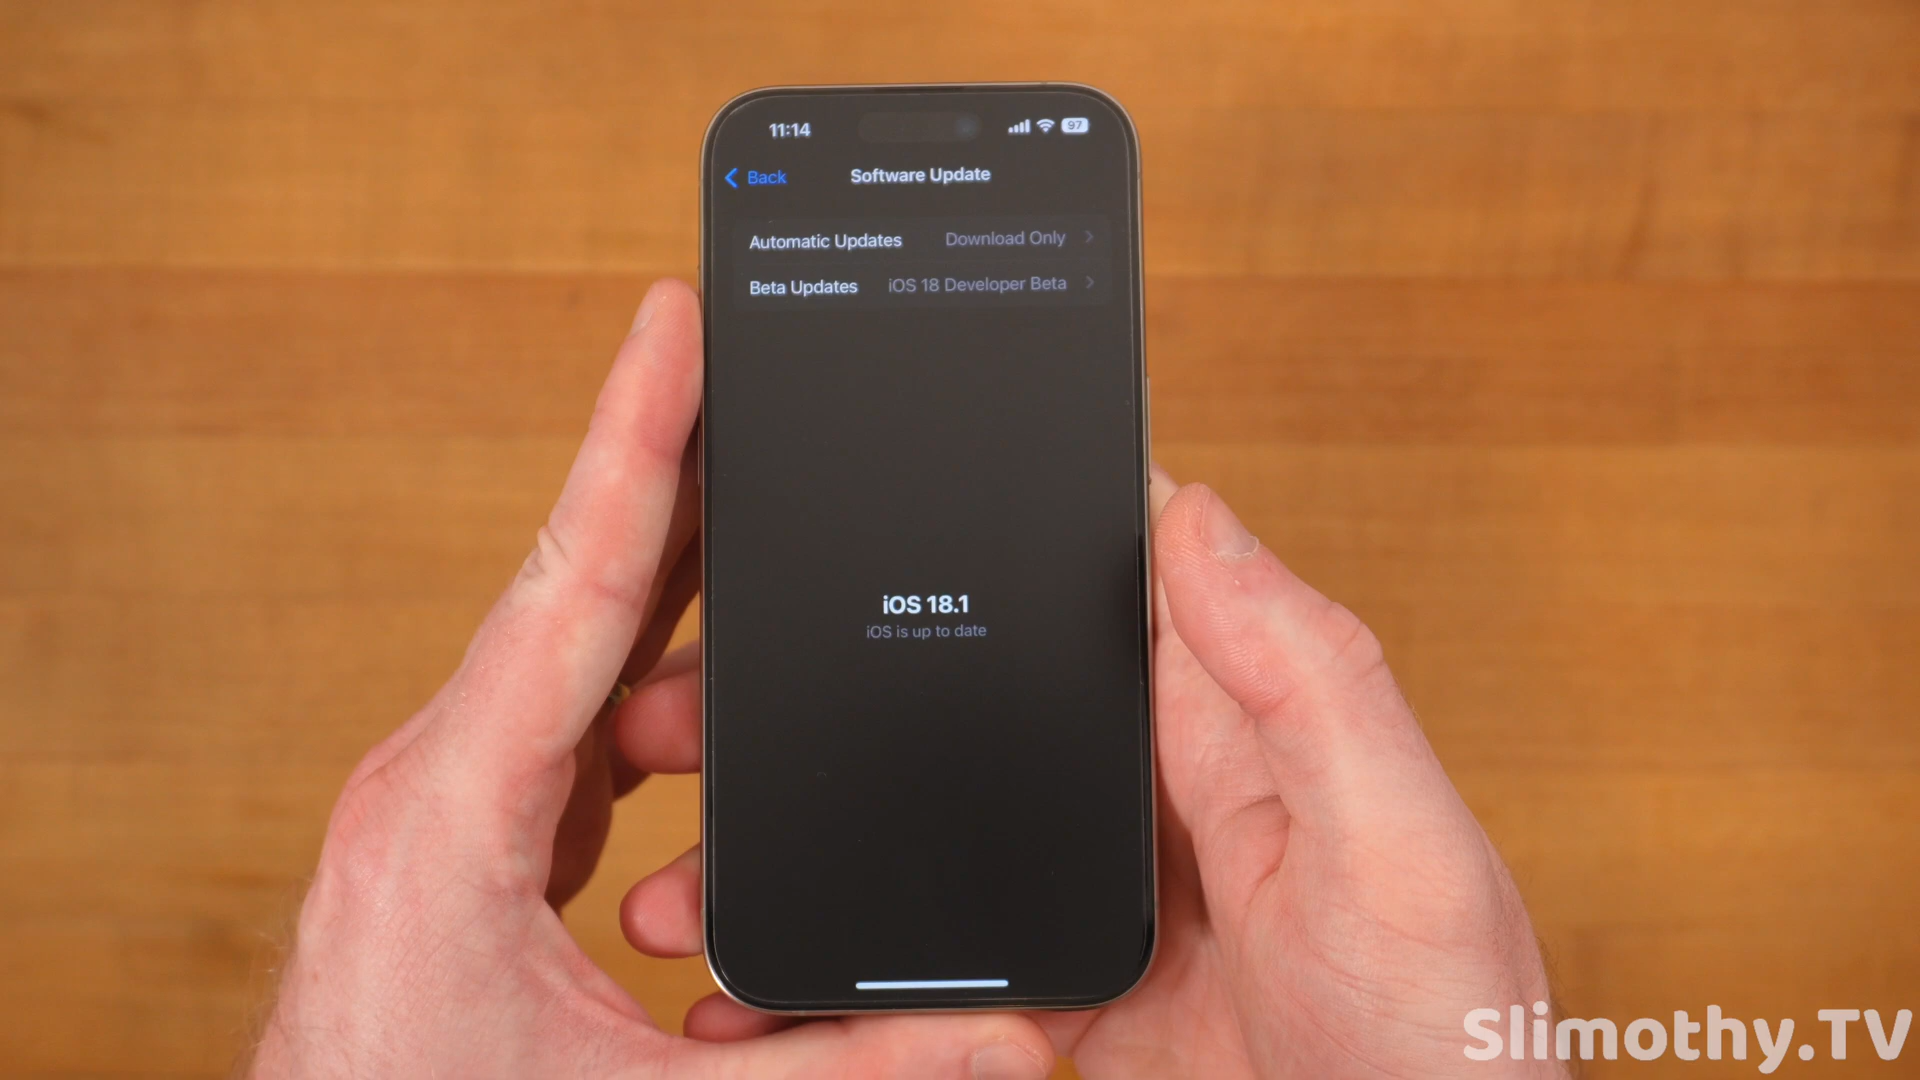 11:14 97
Back Software Update
Automatic Updates Download Only
Beta Updates iOS 18 Developer Beta
iOS 18.1
iOS is up to date
Slimothy.TV